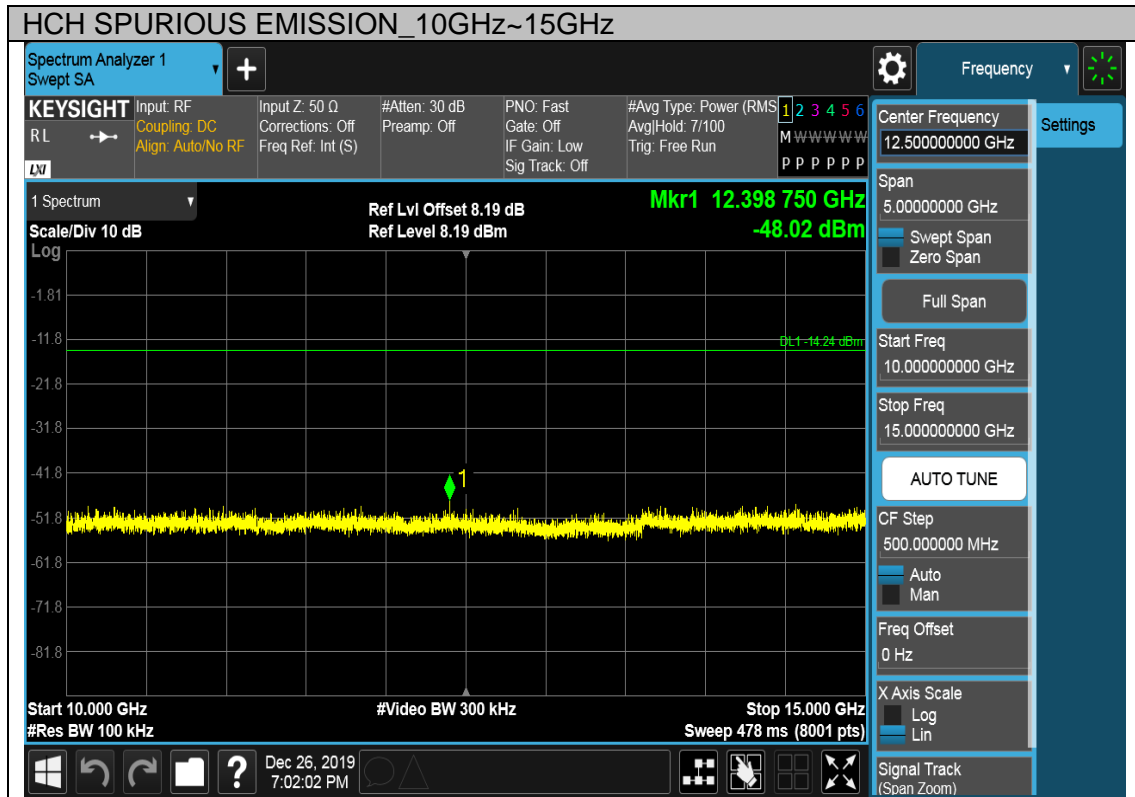 HCH SPURIOUS EMISSION_10GHz~15GHz
Spectrum Analyzer 1
Swept SA
Frequency
KEYSIGHT
RL
LXI
Input: RF
Coupling: DC
Align: Auto/No RF
Input Z: 50 Ω
Corrections: Off
Freq Ref: Int (S)
#Atten: 30 dB
Preamp: Off
PNO: Fast
Gate: Off
IF Gain: Low
Sig Track: Off
#Avg Type: Power (RMS
Avg|Hold: 7/100
Trig: Free Run
1 2 3 4 5 6
M W W W W W
P P P P P P
Center Frequency
12.500000000 GHz
Settings
1 Spectrum
Scale/Div 10 dB
Ref Lvl Offset 8.19 dB
Ref Level 8.19 dBm
Mkr1 12.398 750 GHz
-48.02 dBm
Log
-1.81
-11.8
-21.8
-31.8
-41.8
-51.8
-61.8
-71.8
-81.8
DL1 -14.24 dBm
1
Start 10.000 GHz
#Res BW 100 kHz
#Video BW 300 kHz
Stop 15.000 GHz
Sweep 478 ms (8001 pts)
Span
5.00000000 GHz
Swept Span
Zero Span
Full Span
Start Freq
10.000000000 GHz
Stop Freq
15.000000000 GHz
AUTO TUNE
CF Step
500.000000 MHz
Auto
Man
Freq Offset
0 Hz
X Axis Scale
Log
Lin
Signal Track
(Span Zoom)
?
Dec 26, 2019
7:02:02 PM